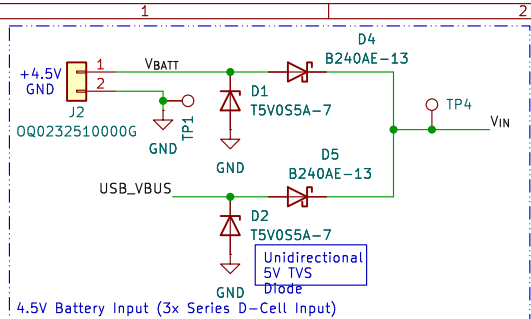 1
2
D4
B240AE-13
+4.5V
1
VBATT
GND
2
J2
OQ0232510000G
TP1
GND
D1
T5V0S5A-7
GND
TP4
VIN
D5
B240AE-13
USB_VBUS
D2
T5V0S5A-7
GND
Unidirectional
5V TVS
Diode
4.5V Battery Input (3x Series D-Cell Input)